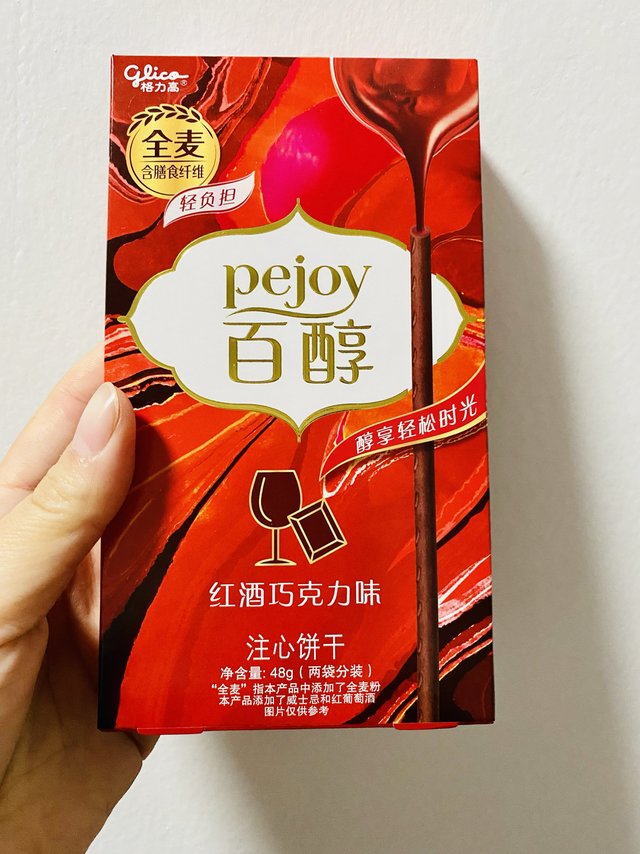 glico®
格力高
全麦
含膳食纤维
轻负担
pejoy
百醇
醇享轻松时光
红酒巧克力味
注心饼干
净含量: 48g（两袋分装）
“全麦”指本产品中添加了全麦粉
本产品添加了威士忌和红葡萄酒
图片仅供参考